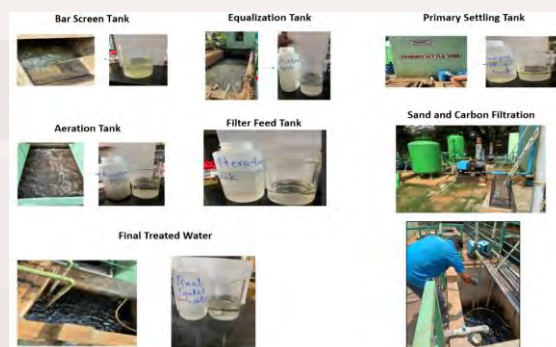 Bar Screen Tank
Equalization Tank
Primary Settling Tank
Aeration Tank
Filter Feed Tank
Sand and Carbon Filtration
Final Treated Water